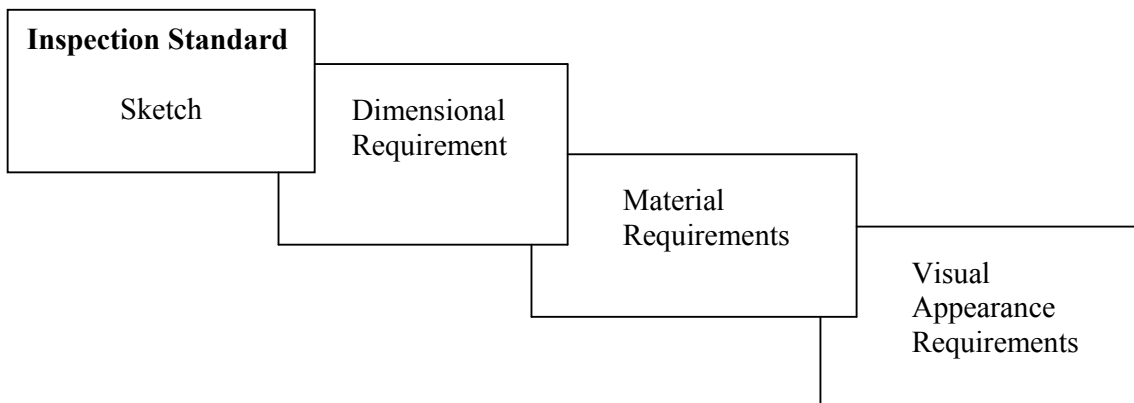 Inspection Standard
Sketch
Dimensional
Requirement
Material
Requirements
Visual
Appearance
Requirements